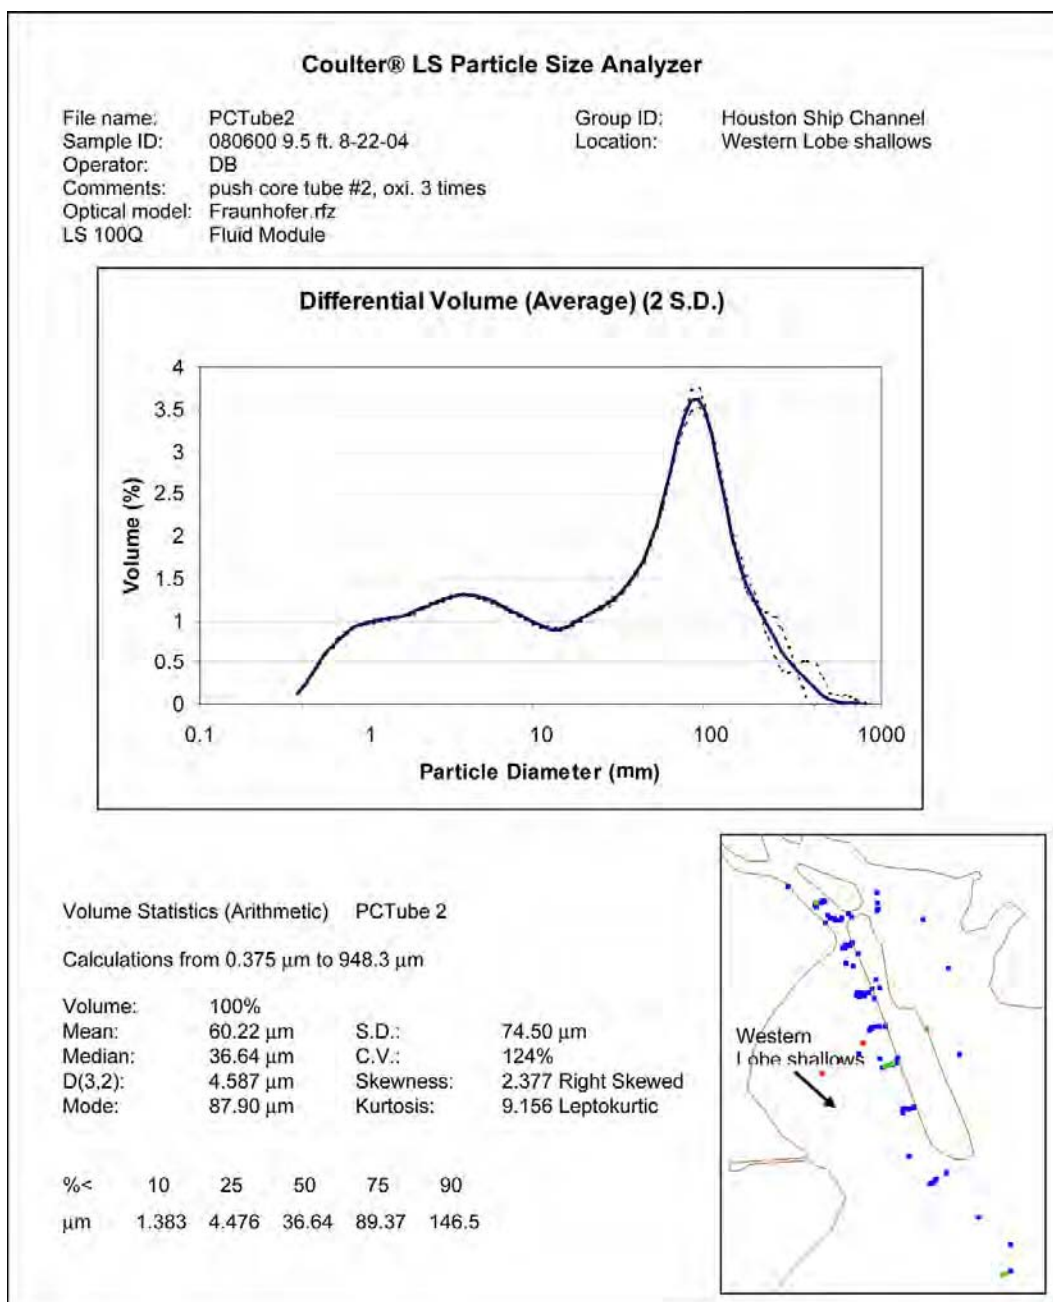 Coulter® LS Particle Size Analyzer
File name: PCTube2 Group ID: Houston Ship Channel
Sample ID: 080600 9.5 ft. 8-22-04 Location: Western Lobe shallows
Operator: DB
Comments: push core tube #2, oxi. 3 times
Optical model: Fraunhofer.rfz
LS 100Q Fluid Module
Differential Volume (Average) (2 S.D.)
4
3.5
3
2.5
2
1.5
1
0.5
0
Volume (%)
0.1 1 10 100 1000
Particle Diameter (mm)
Volume Statistics (Arithmetic) PCTube 2
Calculations from 0.375 µm to 948.3 µm
Volume: 100%
Mean: 60.22 µm S.D.: 74.50 µm
Median: 36.64 µm C.V.: 124%
D(3,2): 4.587 µm Skewness: 2.377 Right Skewed
Mode: 87.90 µm Kurtosis: 9.156 Leptokurtic
%< 10 25 50 75 90
µm 1.383 4.476 36.64 89.37 146.5
Western
Lobe shallows